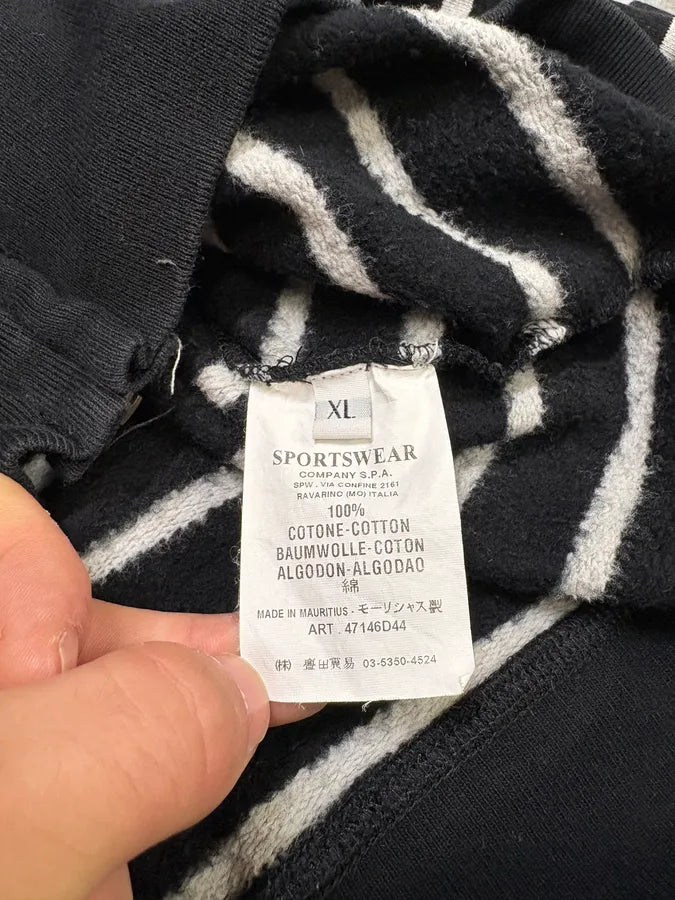 XL
SPORTSWEAR
COMPANY S.P.A.
SPW . VIA CONFINE 2161
RAVARINO (MO) ITALIA
100%
COTONE-COTTON
BAUMWOLLE-COTON
ALGODON-ALGODAO
綿
MADE IN MAURITIUS . モーリシャス製
ART . 47146D44
(株) 豊田貿易 03-5350-4524